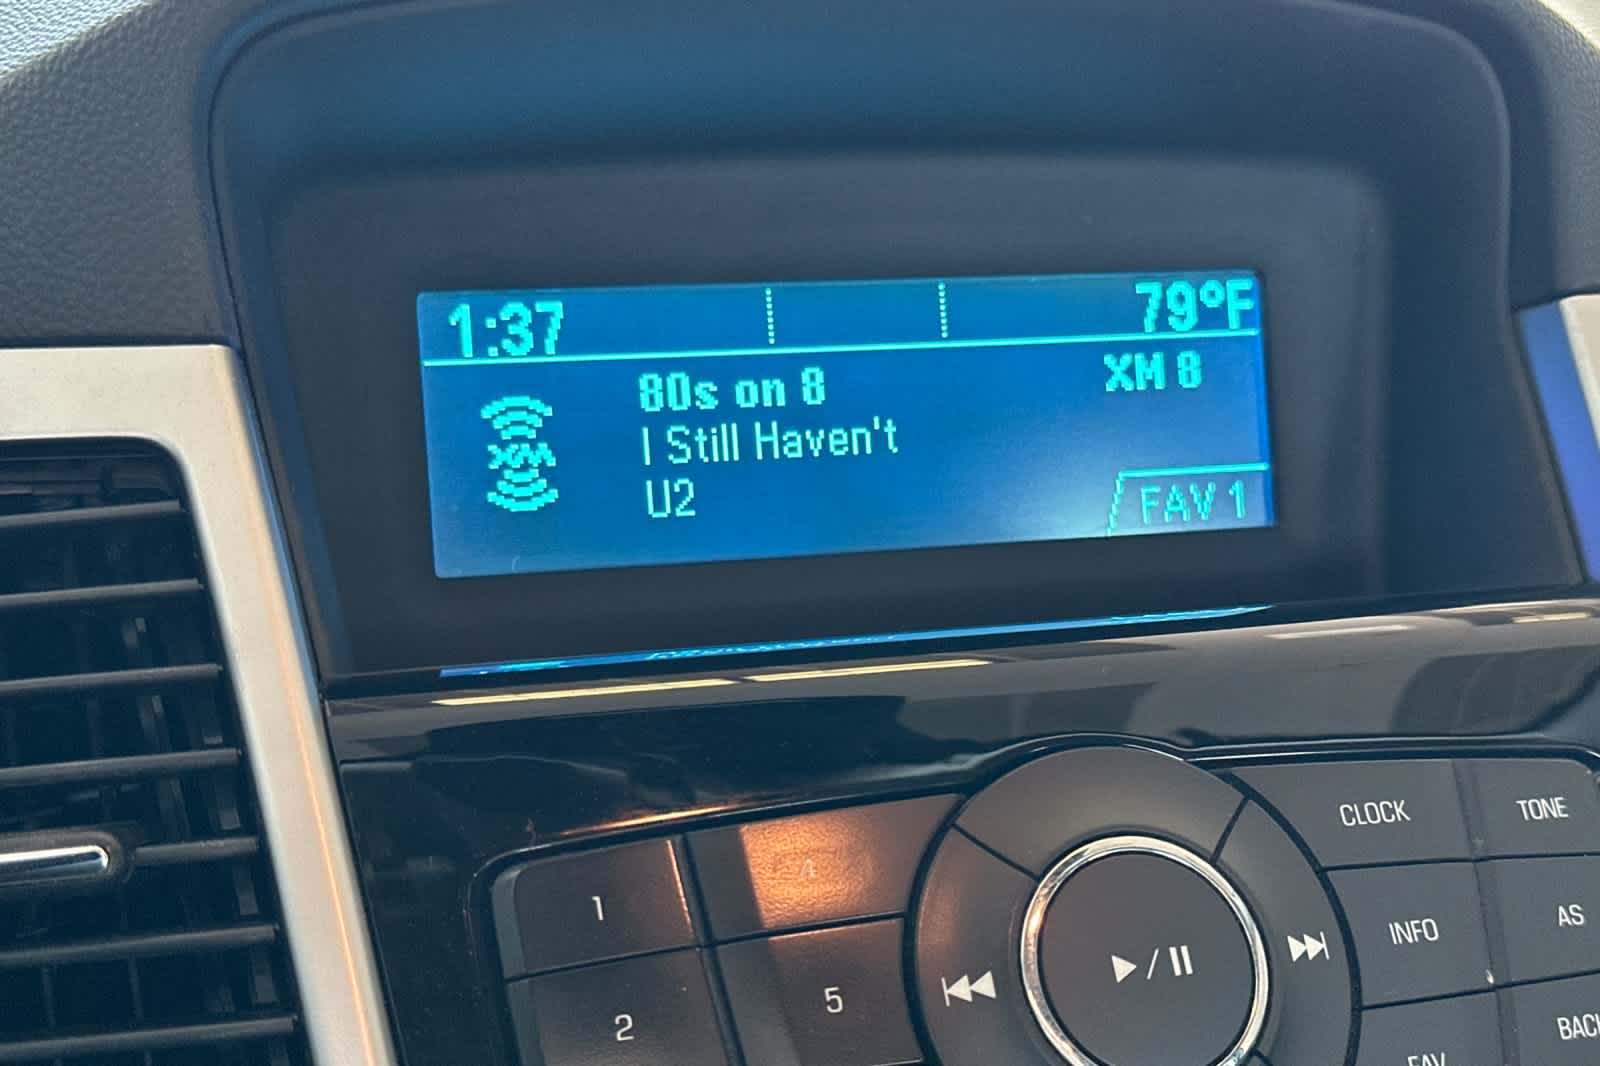 1:37 79°F
80s on 8 XM 8
XM I Still Haven't
U2
FAV 1
CLOCK TONE
1 4
INFO AS
2 5
BACK
FAV